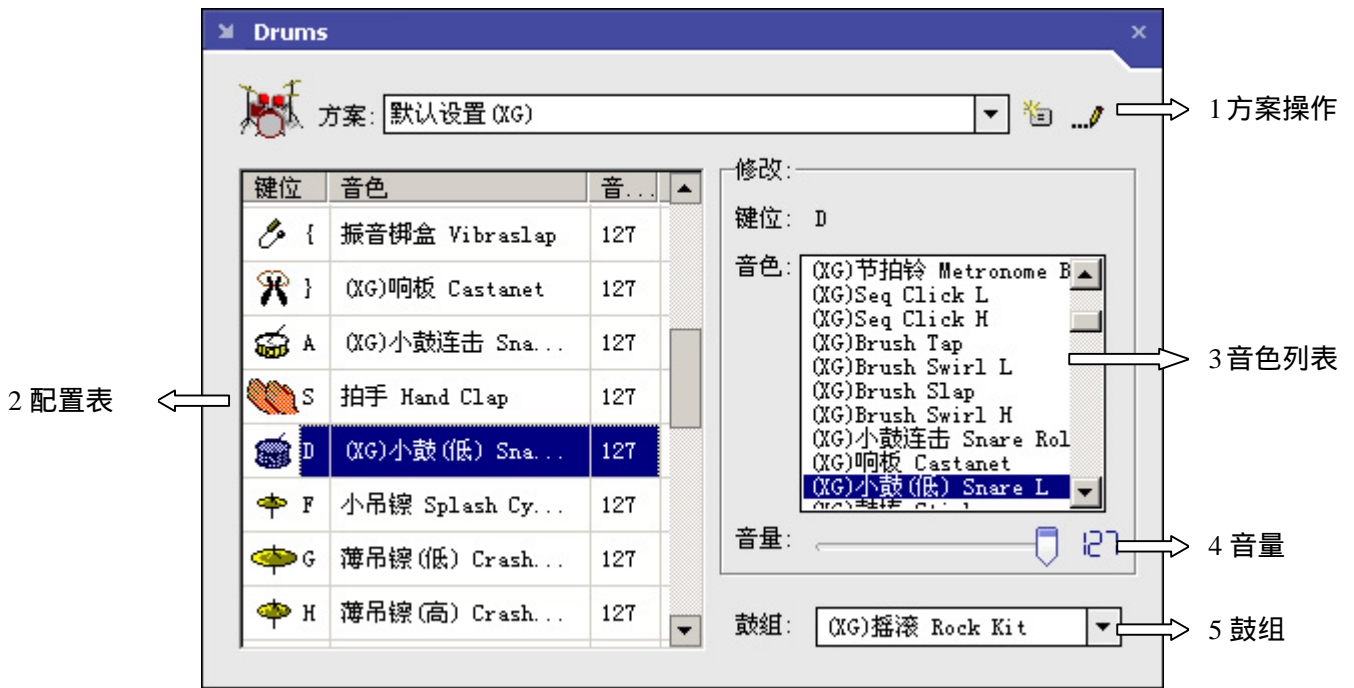 Drums
方案: 默认设置(XG)
1方案操作
键位 音色 音...
{ 振音梆盒 Vibraslap 127
} (XG)响板 Castanet 127
A (XG)小鼓连击 Sna... 127
S 拍手 Hand Clap 127
D (XG)小鼓(低) Sna... 127
F 小吊镲 Splash Cy... 127
G 薄吊镲(低) Crash... 127
H 薄吊镲(高) Crash... 127
2 配置表
修改:
键位: D
音色:
(XG)节拍铃 Metronome B
(XG)Seq Click L
(XG)Seq Click H
(XG)Brush Tap
(XG)Brush Swirl L
(XG)Brush Slap
(XG)Brush Swirl H
(XG)小鼓连击 Snare Rol
(XG)响板 Castanet
(XG)小鼓(低) Snare L
3音色列表
音量: 127
4 音量
鼓组: (XG)摇滚 Rock Kit
5 鼓组